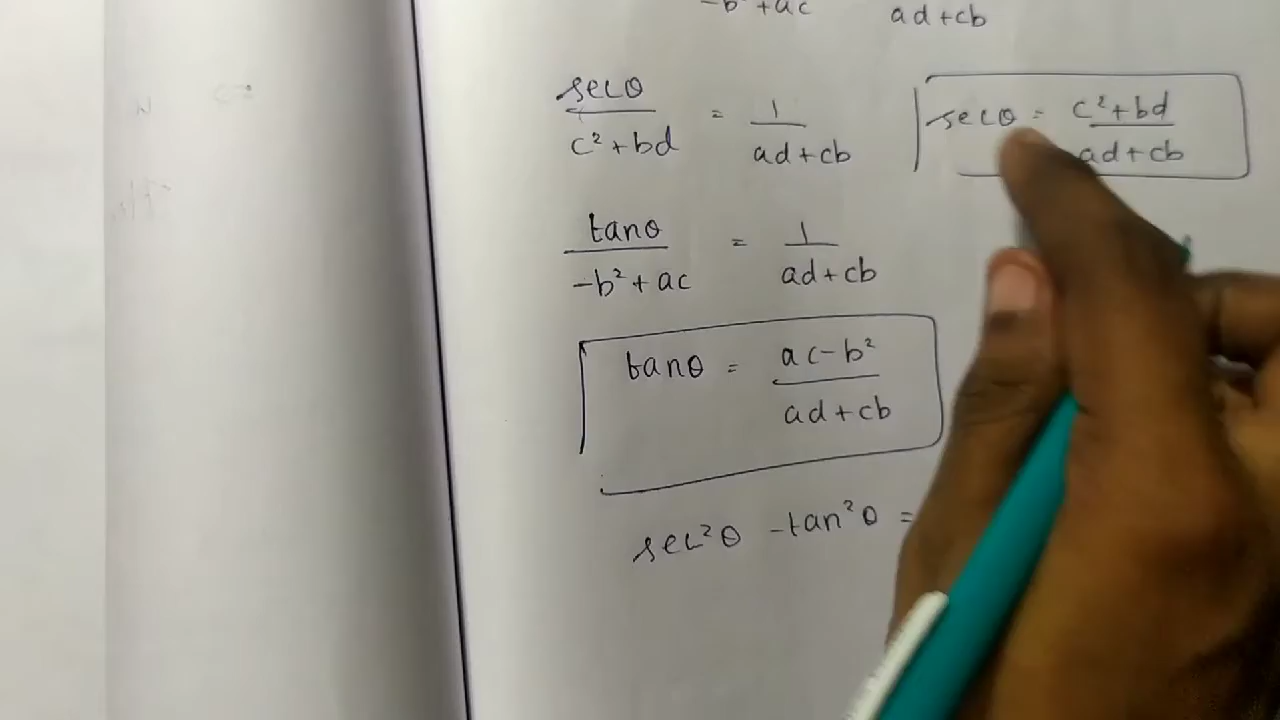 -b² + ac   ad + cb
secθ / c² + bd = 1 / ad + cb   secθ = c² + bd / ad + cb
tanθ / -b² + ac = 1 / ad + cb
tanθ = ac - b² / ad + cb
sec²θ - tan²θ =